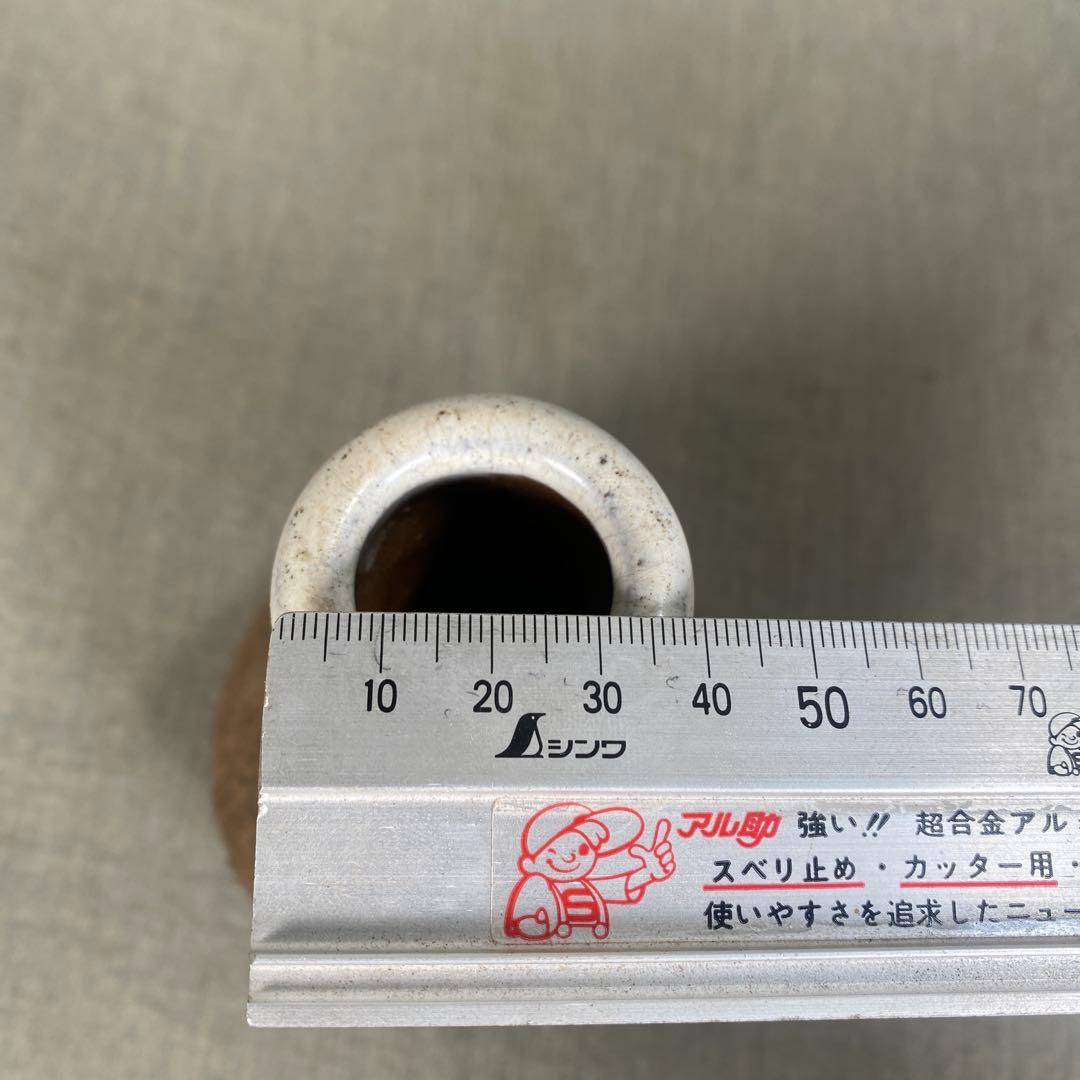 10 20 30 40 50 60 70
シンワ
アル助 強い!! 超合金アル
スベリ止め・カッター用・
使いやすさを追求したニュー